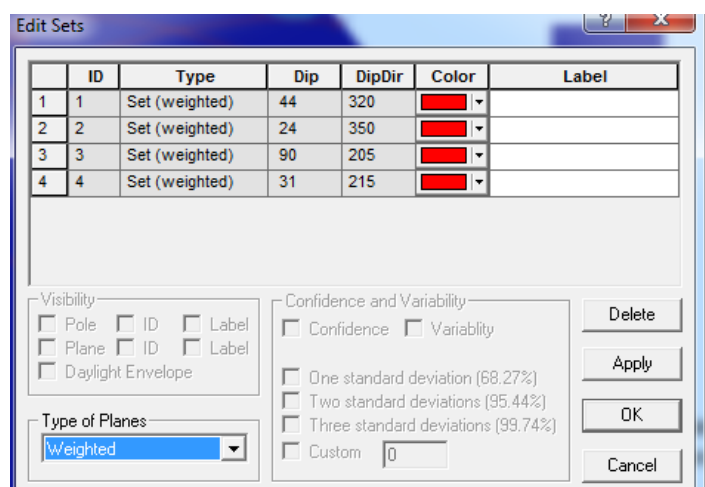 Edit Sets ? X
ID Type Dip DipDir Color Label
1 1 Set (weighted) 44 320
2 2 Set (weighted) 24 350
3 3 Set (weighted) 90 205
4 4 Set (weighted) 31 215
Visibility
Pole ID Label
Plane ID Label
Daylight Envelope
Type of Planes
Weighted
Confidence and Variability
Confidence Variablity
One standard deviation (68.27%)
Two standard deviations (95.44%)
Three standard deviations (99.74%)
Custom 0
Delete
Apply
OK
Cancel